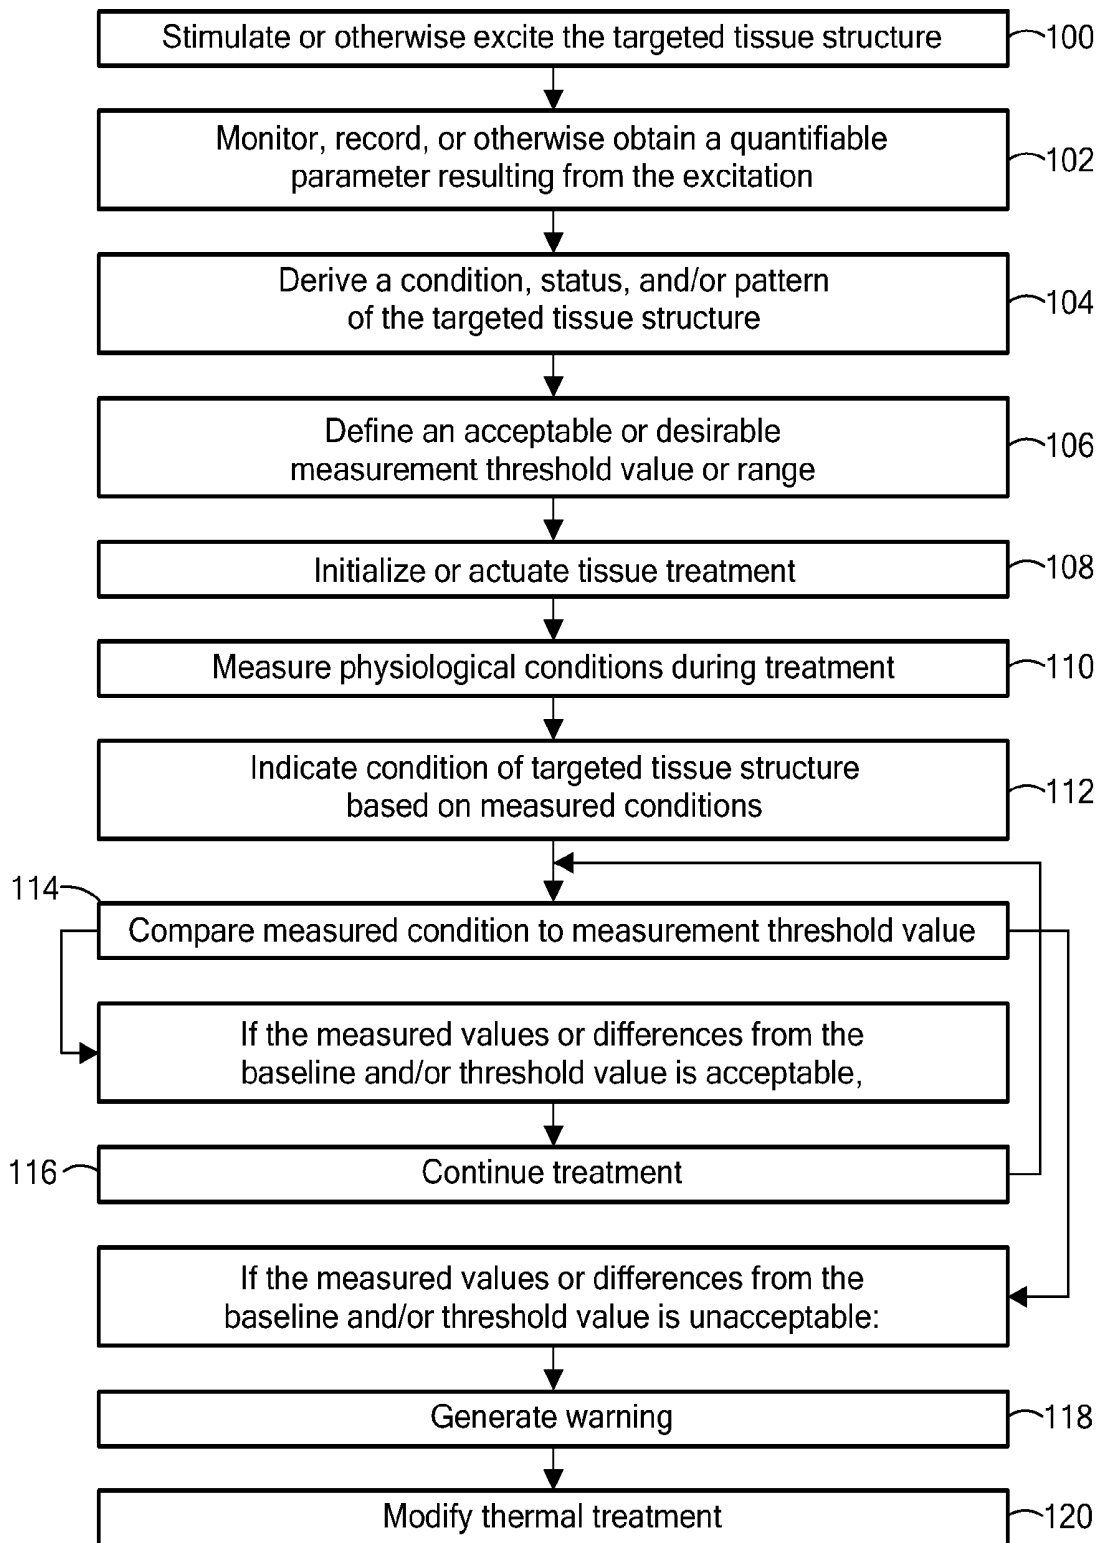 Stimulate or otherwise excite the targeted tissue structure
100
Monitor, record, or otherwise obtain a quantifiable
parameter resulting from the excitation
102
Derive a condition, status, and/or pattern
of the targeted tissue structure
104
Define an acceptable or desirable
measurement threshold value or range
106
Initialize or actuate tissue treatment
108
Measure physiological conditions during treatment
110
Indicate condition of targeted tissue structure
based on measured conditions
112
114
Compare measured condition to measurement threshold value
If the measured values or differences from the
baseline and/or threshold value is acceptable,
116
Continue treatment
If the measured values or differences from the
baseline and/or threshold value is unacceptable:
Generate warning
118
Modify thermal treatment
120